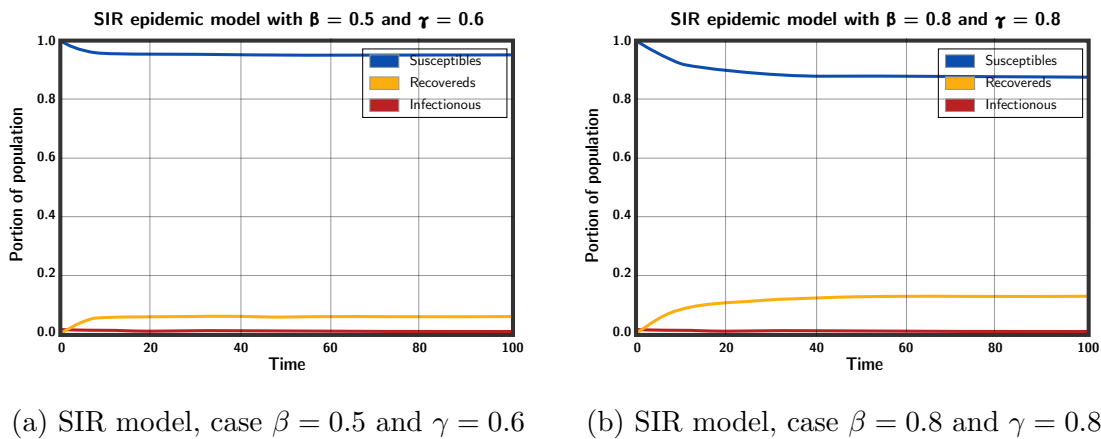 SIR epidemic model with β = 0.5 and γ = 0.6
1.0
0.8
0.6
0.4
0.2
0.0
Portion of population
Susceptibles
Recovereds
Infectionous
0
20
40
60
80
100
Time
(a) SIR model, case β = 0.5 and γ = 0.6
SIR epidemic model with β = 0.8 and γ = 0.8
1.0
0.8
0.6
0.4
0.2
0.0
Portion of population
Susceptibles
Recovereds
Infectionous
0
20
40
60
80
100
Time
(b) SIR model, case β = 0.8 and γ = 0.8